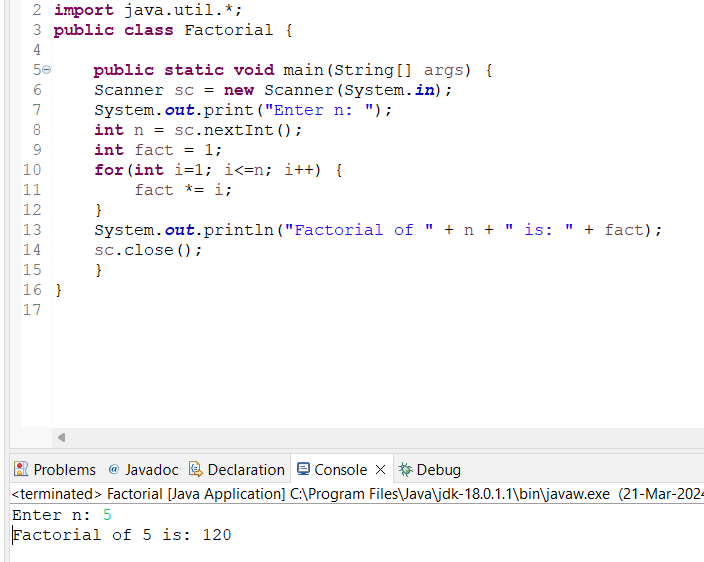 2 import java.util.*;
3 public class Factorial {
4
5 public static void main(String[] args) {
6 Scanner sc = new Scanner(System.in);
7 System.out.print("Enter n: ");
8 int n = sc.nextInt();
9 int fact = 1;
10 for(int i=1; i<=n; i++) {
11 fact *= i;
12 }
13 System.out.println("Factorial of " + n + " is: " + fact);
14 sc.close();
15 }
16 }
17
Problems @ Javadoc Declaration Console Debug
<terminated> Factorial [Java Application] C:\Program Files\Java\jdk-18.0.1.1\bin\javaw.exe (21-Mar-2024
Enter n: 5
Factorial of 5 is: 120